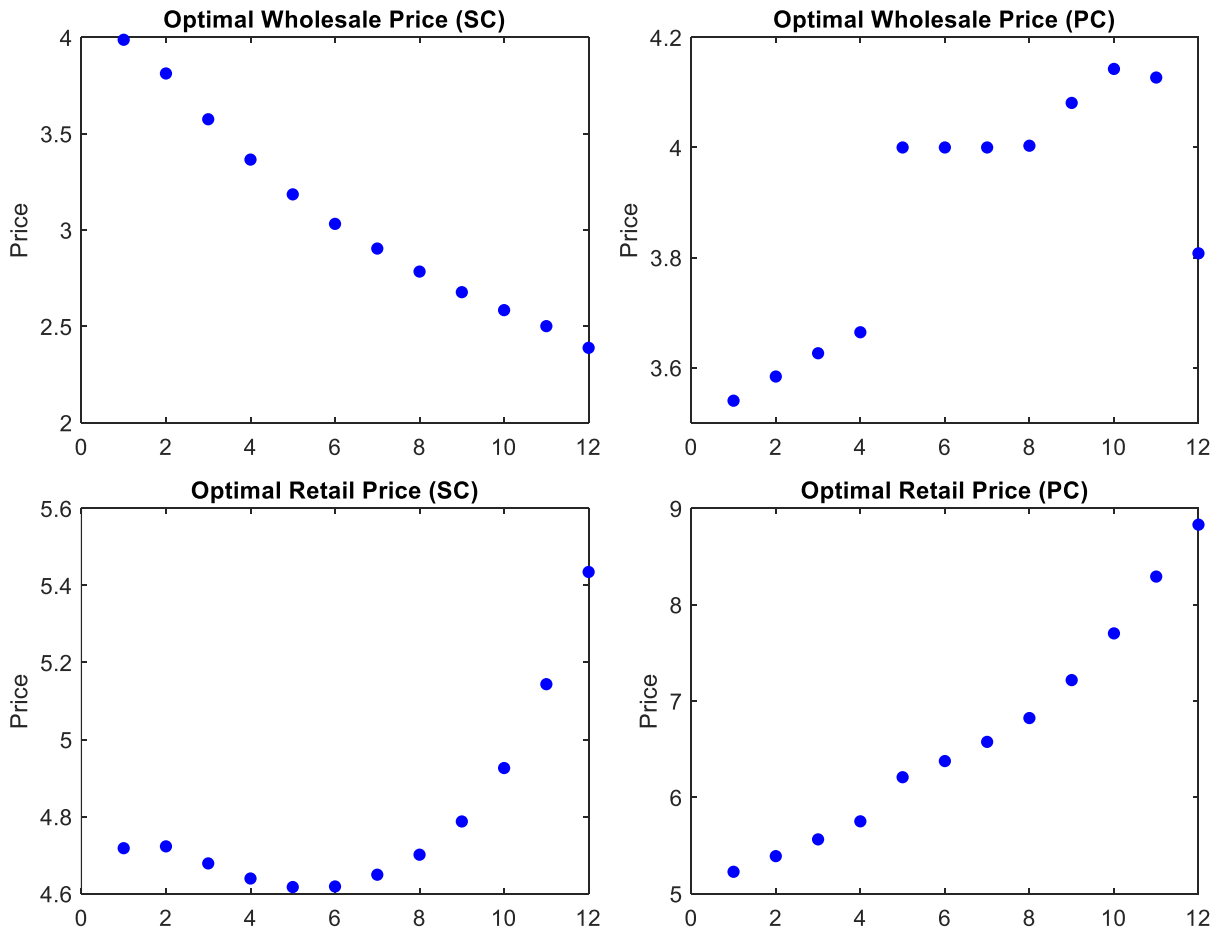 Optimal Wholesale Price (SC)
Price
4
3.5
3
2.5
2
0 2 4 6 8 10 12
Optimal Wholesale Price (PC)
Price
4.2
4
3.8
3.6
0 2 4 6 8 10 12
Optimal Retail Price (SC)
Price
5.6
5.4
5.2
5
4.8
4.6
0 2 4 6 8 10 12
Optimal Retail Price (PC)
Price
9
8
7
6
5
0 2 4 6 8 10 12